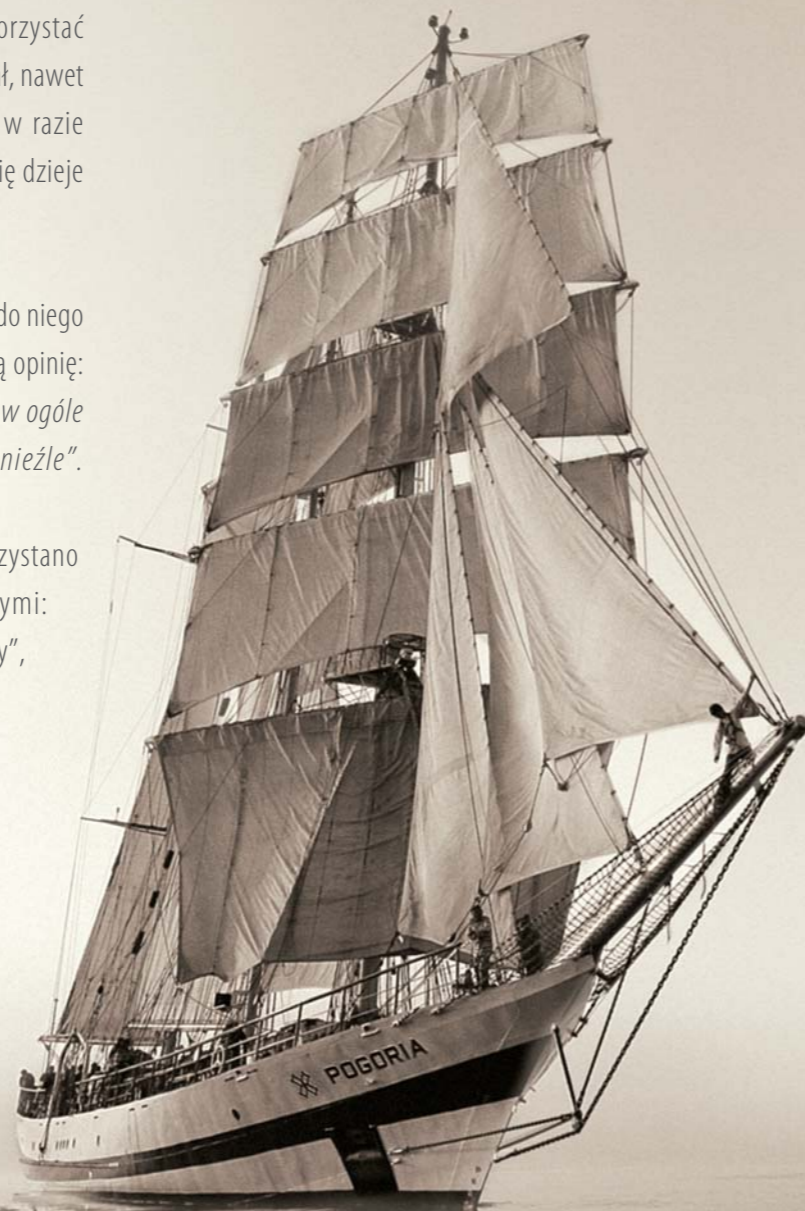 orzystać
ł, nawet
w razie
ię dzieje
do niego
ą opinię:
w ogóle
nieźle".
zystano
ymi:
y",
POGORIA